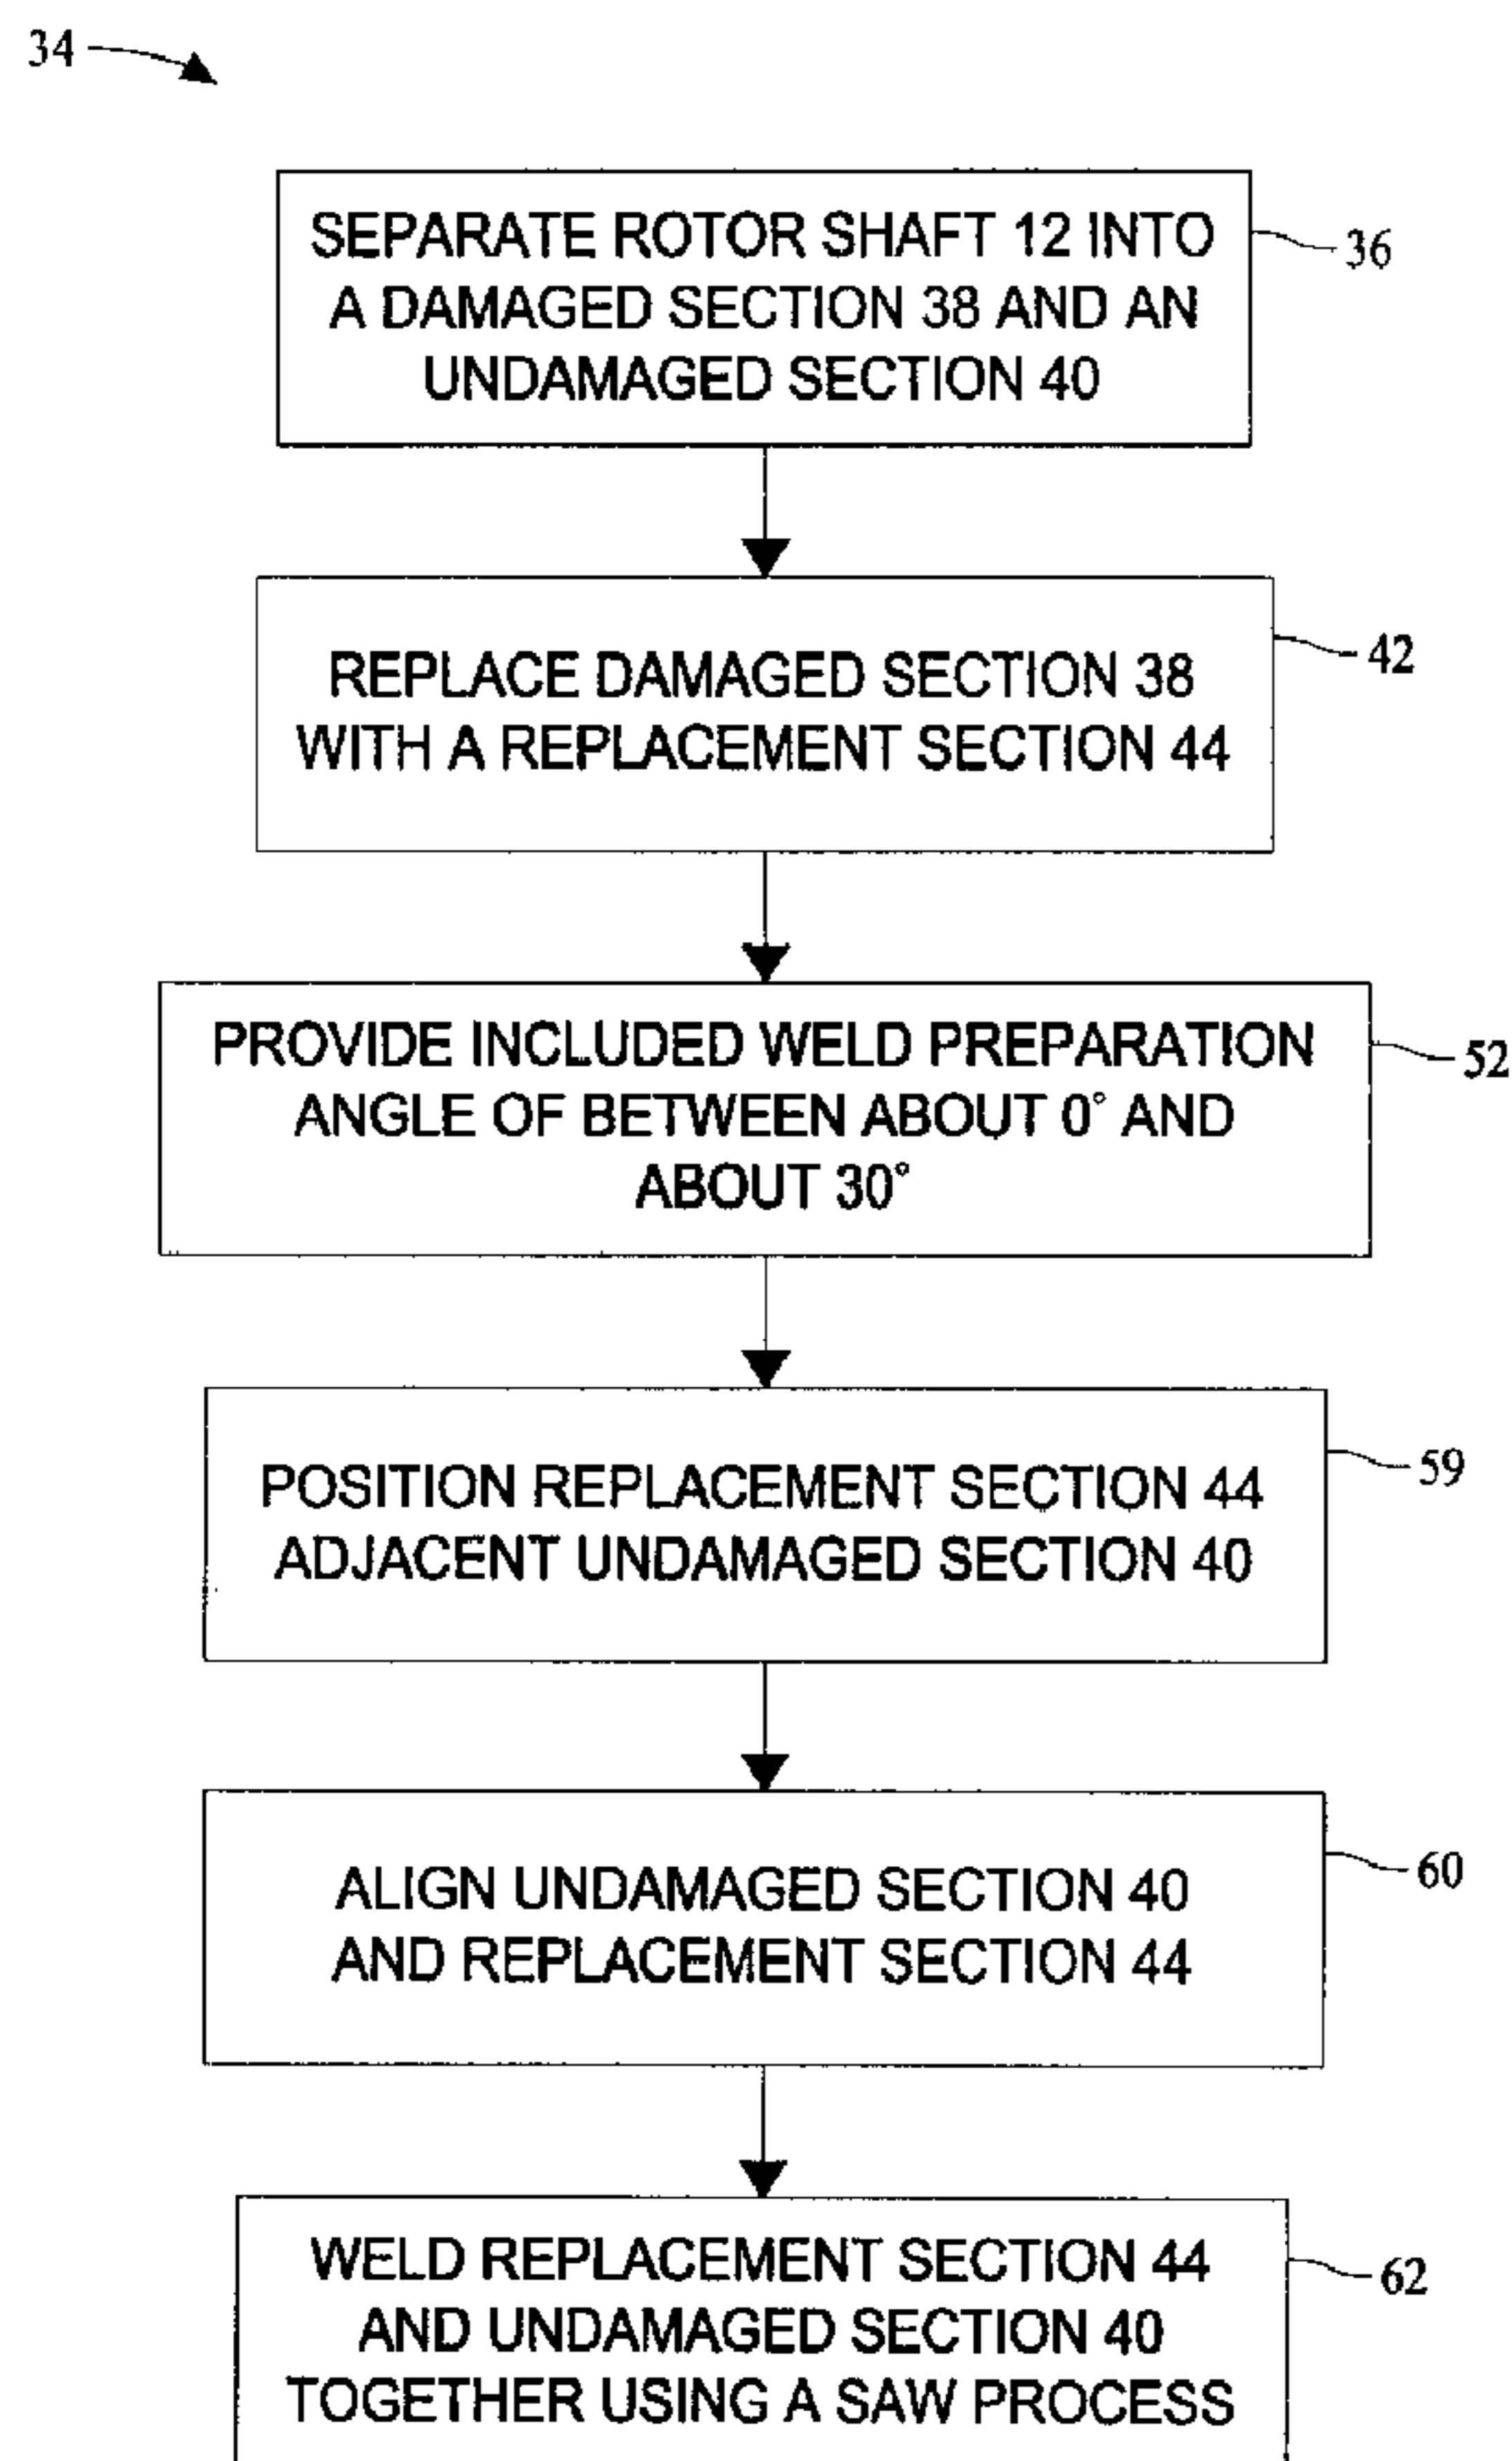 34
SEPARATE ROTOR SHAFT 12 INTO
A DAMAGED SECTION 38 AND AN
UNDAMAGED SECTION 40
36
REPLACE DAMAGED SECTION 38
WITH A REPLACEMENT SECTION 44
42
PROVIDE INCLUDED WELD PREPARATION
ANGLE OF BETWEEN ABOUT 0° AND
ABOUT 30°
52
POSITION REPLACEMENT SECTION 44
ADJACENT UNDAMAGED SECTION 40
59
ALIGN UNDAMAGED SECTION 40
AND REPLACEMENT SECTION 44
60
WELD REPLACEMENT SECTION 44
AND UNDAMAGED SECTION 40
TOGETHER USING A SAW PROCESS
62